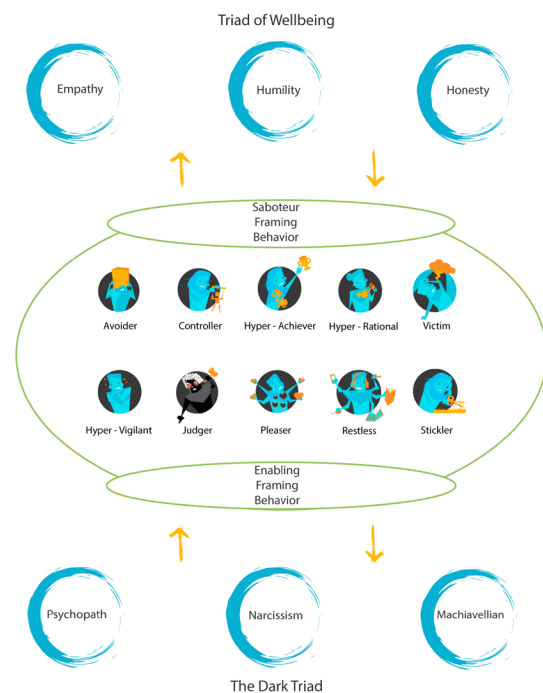 Triad of Wellbeing
Empathy
Humility
Honesty
Saboteur
Framing
Behavior
Avoider
Controller
Hyper - Achiever
Hyper - Rational
Victim
Hyper - Vigilant
Judger
Pleaser
Restless
Stickler
Enabling
Framing
Behavior
Psychopath
Narcissism
Machiavellian
The Dark Triad